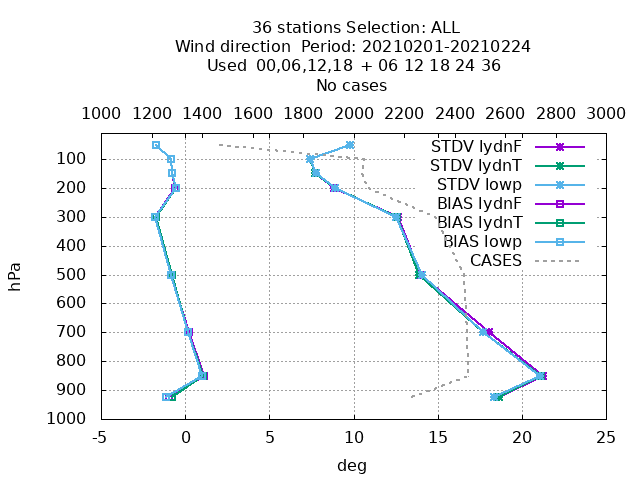 36 stations Selection: ALL
Wind direction  Period: 20210201-20210224
Used  00,06,12,18 + 06 12 18 24 36
No cases
1000 1200 1400 1600 1800 2000 2200 2400 2600 2800 3000
STDV lydnF
STDV lydnT
STDV lowp
BIAS lydnF
BIAS lydnT
BIAS lowp
CASES
100
200
300
400
500
600
700
800
900
1000
hPa
-5 0 5 10 15 20 25
deg